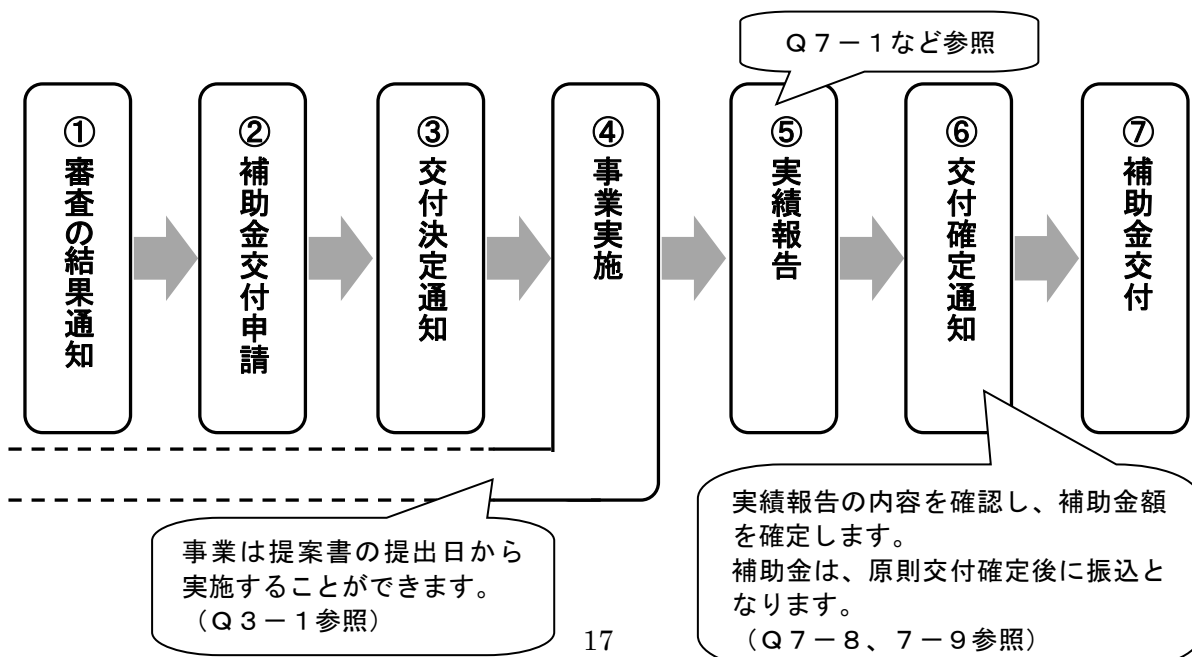 Ｑ７－１など参照
①審査の結果通知
②補助金交付申請
③交付決定通知
④事業実施
⑤実績報告
⑥交付確定通知
⑦補助金交付
事業は提案書の提出日から
実施することができます。
（Ｑ３－１参照）
実績報告の内容を確認し、補助金額
を確定します。
補助金は、原則交付確定後に振込と
なります。
（Ｑ７－８、７－９参照）
17